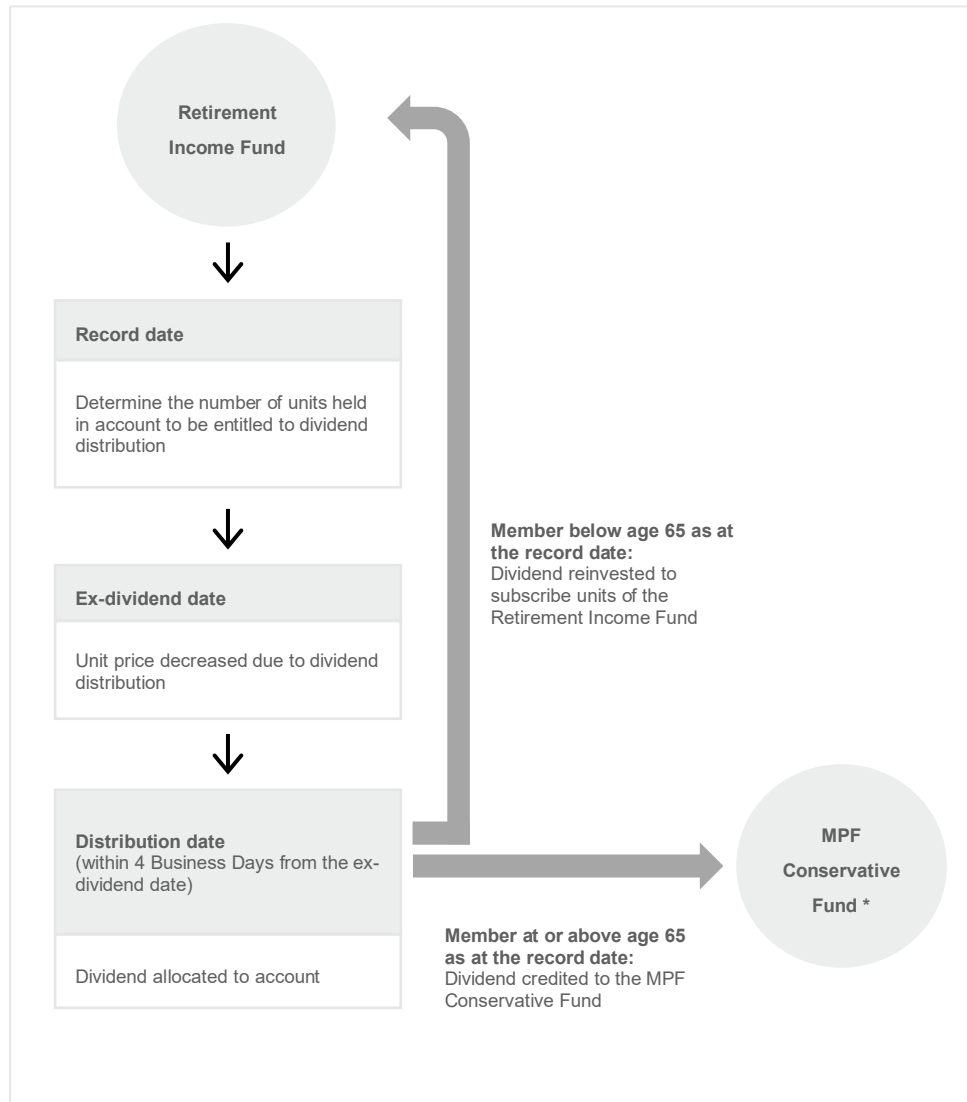 Retirement
Income Fund
Record date
Determine the number of units held
in account to be entitled to dividend
distribution
Ex-dividend date
Unit price decreased due to dividend
distribution
Distribution date
(within 4 Business Days from the ex-
dividend date)
Dividend allocated to account
Member below age 65 as at
the record date:
Dividend reinvested to
subscribe units of the
Retirement Income Fund
Member at or above age 65
as at the record date:
Dividend credited to the MPF
Conservative Fund
MPF
Conservative
Fund *